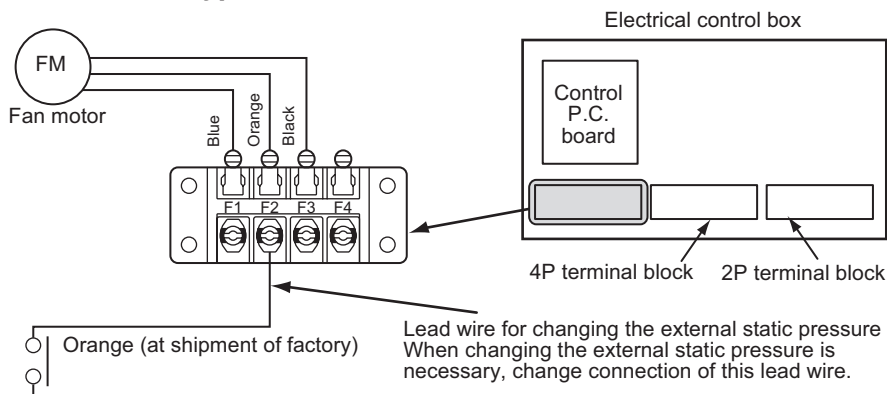 Electrical control box
FM
Fan motor
Blue
Orange
Black
Control
P.C.
board
F1 F2 F3 F4
4P terminal block
2P terminal block
Orange (at shipment of factory)
Lead wire for changing the external static pressure
When changing the external static pressure is
necessary, change connection of this lead wire.